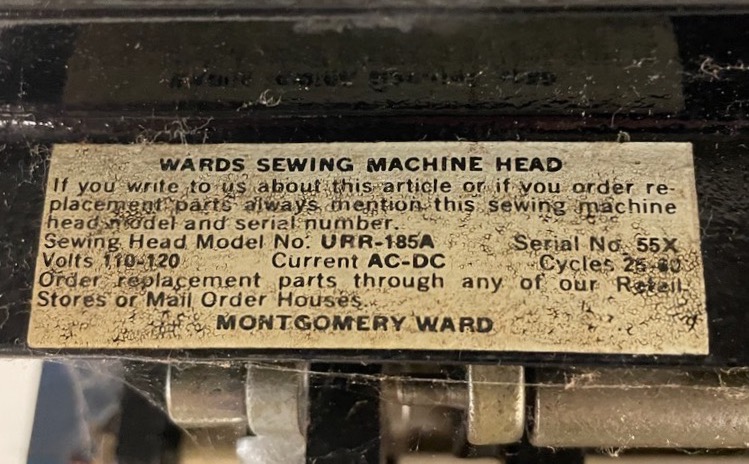 WARDS SEWING MACHINE HEAD
If you write to us about this article or if you order re-
placement parts always mention this sewing machine
head model and serial number.
Sewing Head Model No. URR-185A Serial No. 55X
Volts 110-120 Current AC-DC Cycles 25-60
Order replacement parts through any of our Retail
Stores or Mail Order Houses.
MONTGOMERY WARD